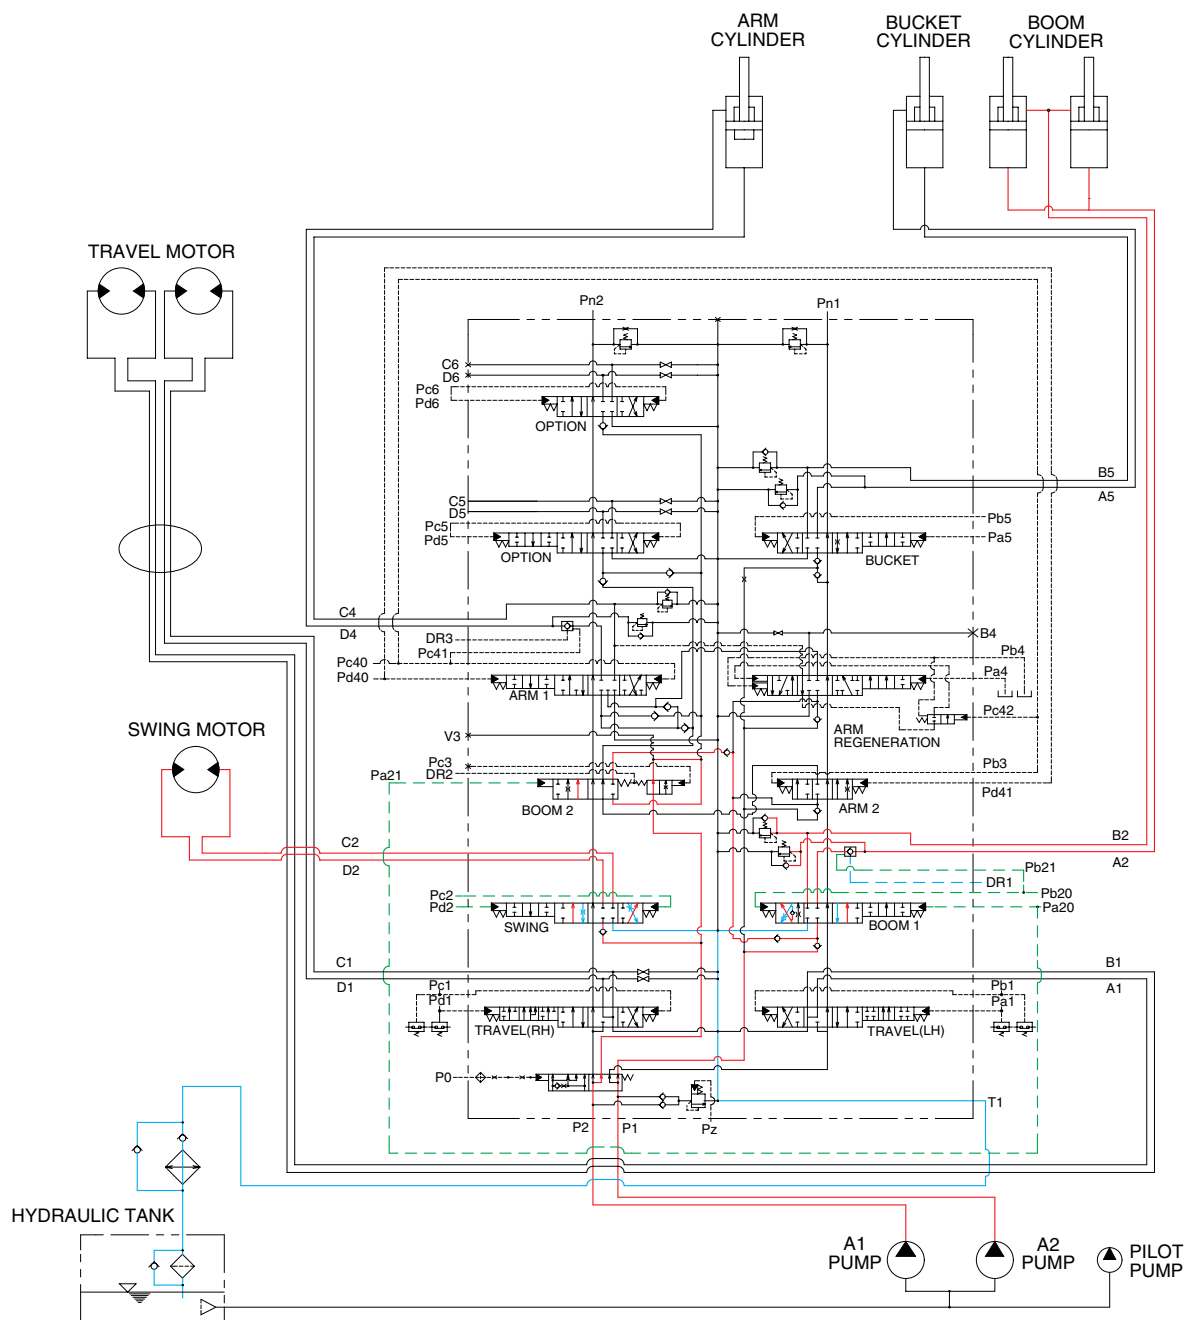 ARM
CYLINDER
BUCKET
CYLINDER
BOOM
CYLINDER
TRAVEL MOTOR
Pn2
Pn1
C6
D6
Pc6
Pd6
OPTION
B5
A5
C5
D5
Pc5
Pd5
OPTION
Pb5
Pa5
BUCKET
C4
D4
DR3
Pc41
Pc40
Pd40
ARM 1
B4
Pb4
Pa4
Pc42
ARM
REGENERATION
SWING MOTOR
V3
Pc3
DR2
Pa21
BOOM 2
Pb3
Pd41
ARM 2
C2
D2
B2
A2
Pb21
DR1
Pc2
Pd2
SWING
Pb20
Pa20
BOOM 1
C1
D1
Pc1
Pd1
TRAVEL(RH)
B1
A1
Pb1
Pa1
TRAVEL(LH)
P0
T1
P2
P1
Pz
HYDRAULIC TANK
A1
PUMP
A2
PUMP
PILOT
PUMP